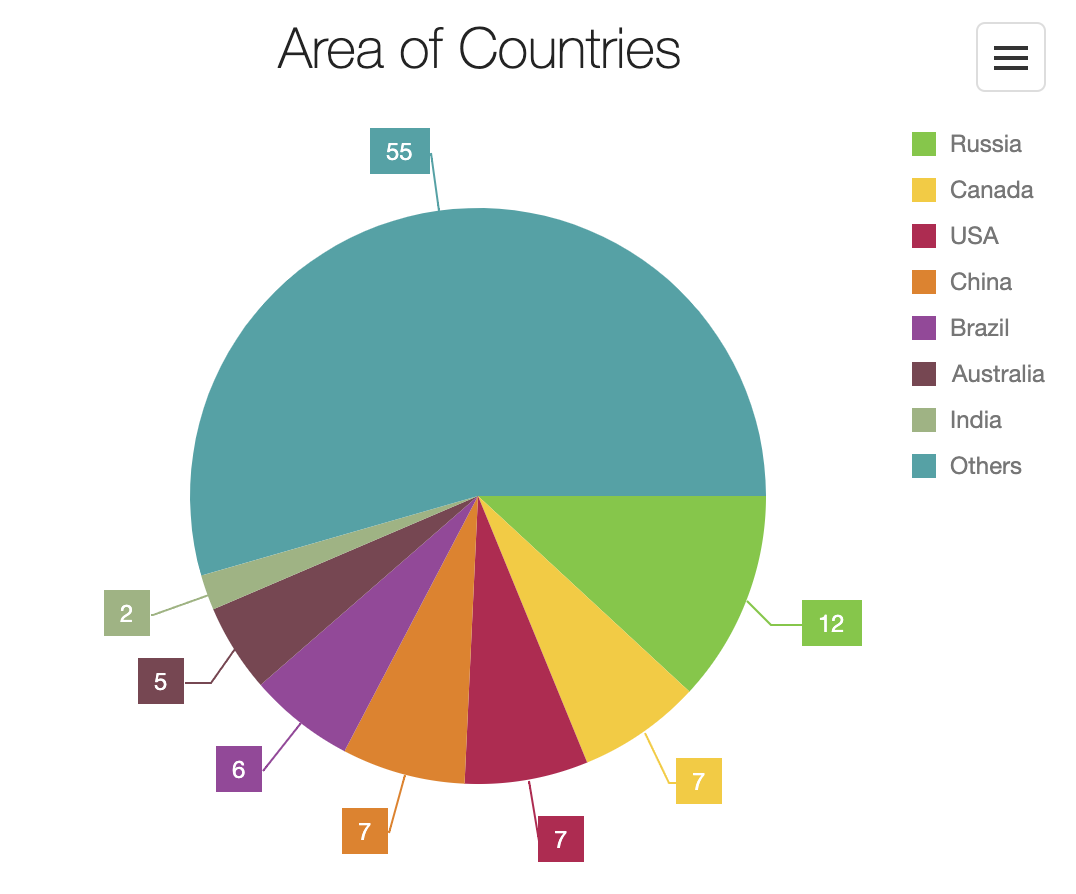 Area of Countries
55
Russia
Canada
USA
China
Brazil
Australia
India
Others
2
12
5
6
7
7
7